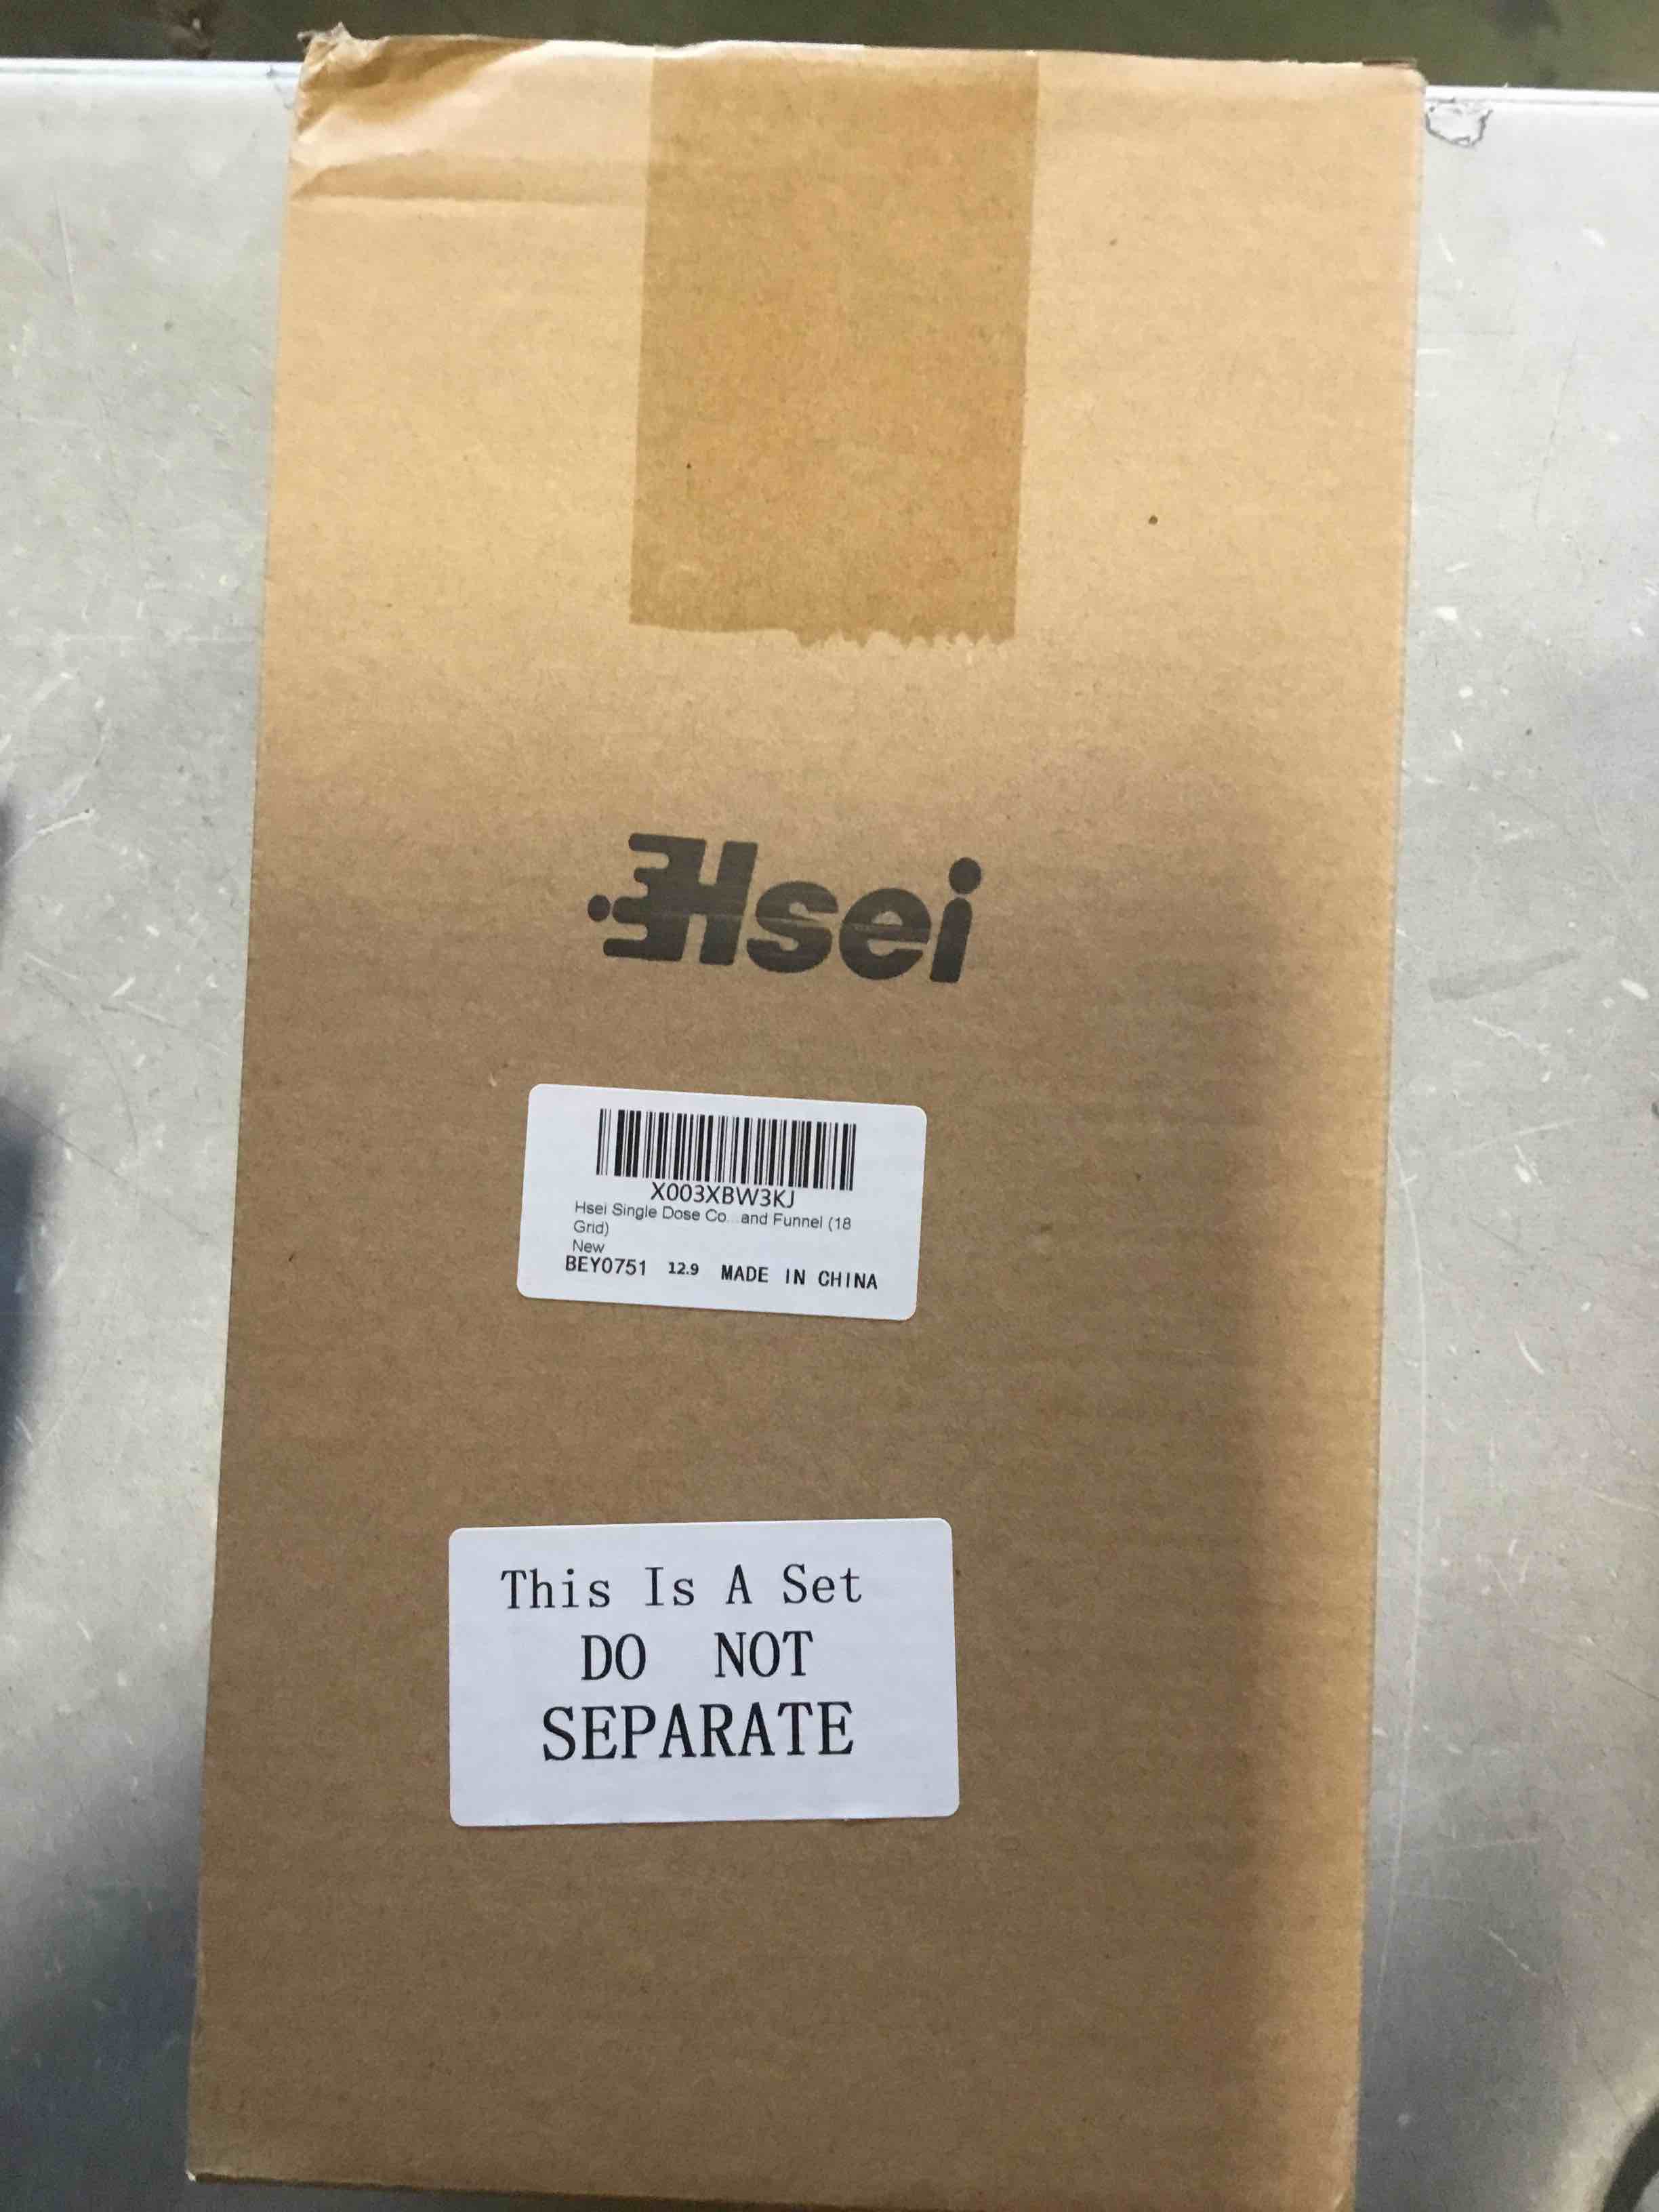 Hsei
X003XBW3KJ
Hsei Single Dose Co...and Funnel (18
Grid)
New
BEY0751 12.9 MADE IN CHINA
This Is A Set
DO NOT
SEPARATE